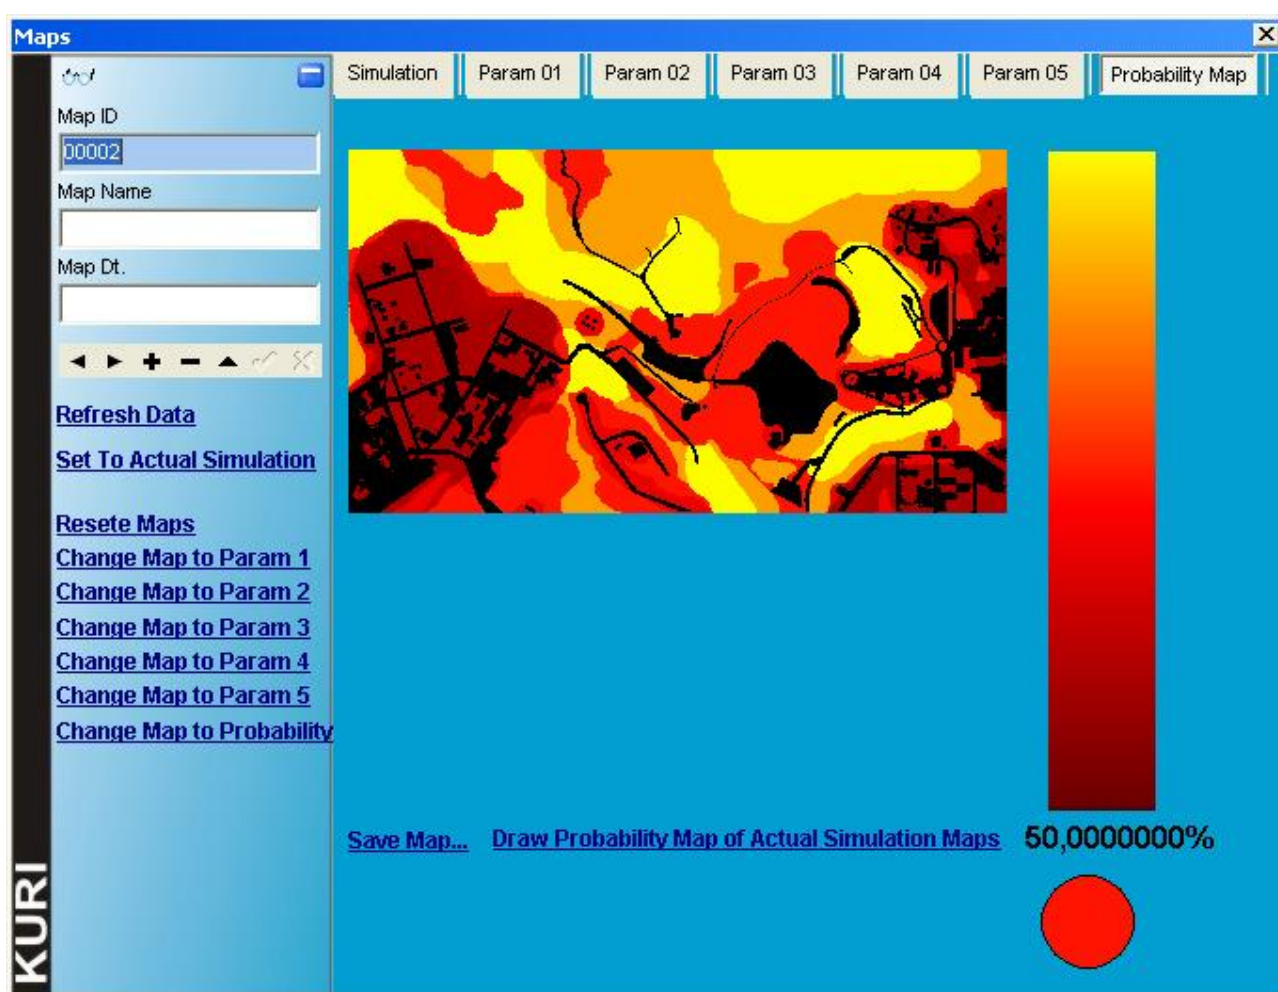 Maps
Simulation Param 01 Param 02 Param 03 Param 04 Param 05 Probability Map
Map ID
00002
Map Name
Map Dt.
Refresh Data
Set To Actual Simulation
Resete Maps
Change Map to Param 1
Change Map to Param 2
Change Map to Param 3
Change Map to Param 4
Change Map to Param 5
Change Map to Probability
Save Map... Draw Probability Map of Actual Simulation Maps
50,0000000%
KURI